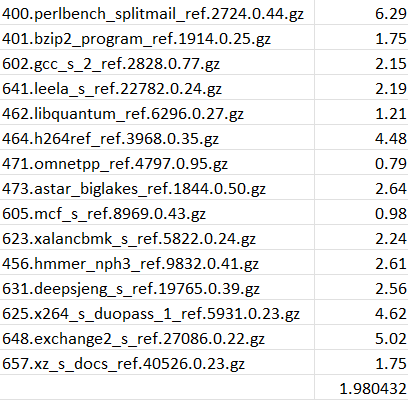 400.perlbench_splitmail_ref.2724.0.44.gz 6.29
401.bzip2_program_ref.1914.0.25.gz 1.75
602.gcc_s_2_ref.2828.0.77.gz 2.15
641.leela_s_ref.22782.0.24.gz 2.19
462.libquantum_ref.6296.0.27.gz 1.21
464.h264ref_ref.3968.0.35.gz 4.48
471.omnetpp_ref.4797.0.95.gz 0.79
473.astar_biglakes_ref.1844.0.50.gz 2.64
605.mcf_s_ref.8969.0.43.gz 0.98
623.xalancbmk_s_ref.5822.0.24.gz 2.24
456.hmmer_nph3_ref.9832.0.41.gz 2.61
631.deepsjeng_s_ref.19765.0.39.gz 2.56
625.x264_s_duopass_1_ref.5931.0.23.gz 4.62
648.exchange2_s_ref.27086.0.22.gz 5.02
657.xz_s_docs_ref.40526.0.23.gz 1.75
1.980432